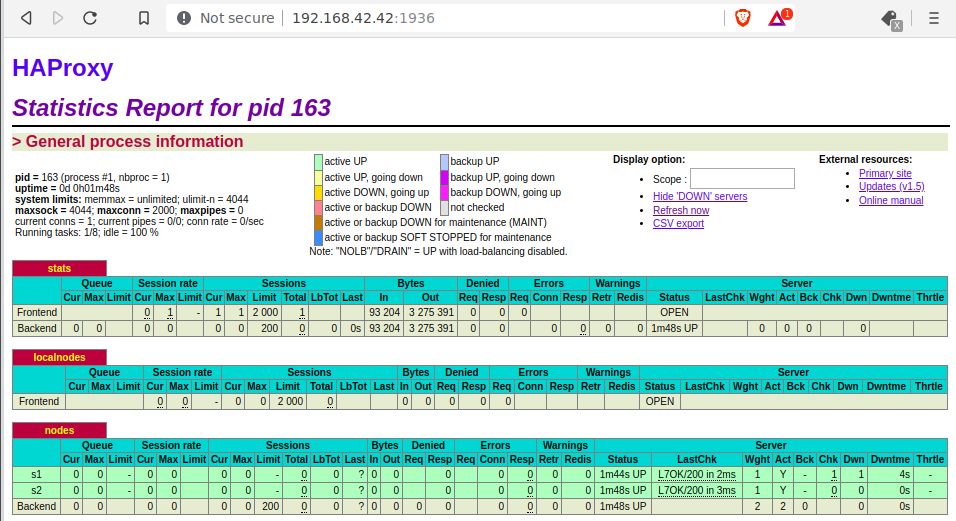 Not secure 192.168.42.42:1936 1 X
HAProxy
Statistics Report for pid 163
> General process information
pid = 163 (process #1, nbproc = 1)
uptime = 0d 0h01m48s
system limits: memmax = unlimited; ulimit-n = 4044
maxsock = 4044; maxconn = 2000; maxpipes = 0
current conns = 1; current pipes = 0/0; conn rate = 0/sec
Running tasks: 1/8; idle = 100 %
active UP backup UP
active UP, going down backup UP, going down
active DOWN, going up backup DOWN, going up
active or backup DOWN not checked
active or backup DOWN for maintenance (MAINT)
active or backup SOFT STOPPED for maintenance
Note: "NOLB"/"DRAIN" = UP with load-balancing disabled.
Display option:
• Scope :
• Hide 'DOWN' servers
• Refresh now
• CSV export
External resources:
• Primary site
• Updates (v1.5)
• Online manual
stats
Queue Session rate Sessions Bytes Denied Errors Warnings Server
Cur Max Limit Cur Max Limit Cur Max Limit Total LbTot Last In Out Req Resp Req Conn Resp Retr Redis Status LastChk Wght Act Bck Chk Dwn Dwntme Thrtle
Frontend 0 1 - 1 1 2 000 1 93 204 3 275 391 0 0 0 OPEN
Backend 0 0 0 0 0 0 200 0 0 0s 93 204 3 275 391 0 0 0 0 0 0 1m48s UP 0 0 0 0
localnodes
Queue Session rate Sessions Bytes Denied Errors Warnings Server
Cur Max Limit Cur Max Limit Cur Max Limit Total LbTot Last In Out Req Resp Req Conn Resp Retr Redis Status LastChk Wght Act Bck Chk Dwn Dwntme Thrtle
Frontend 0 0 - 0 0 2 000 0 0 0 0 0 0 OPEN
nodes
Queue Session rate Sessions Bytes Denied Errors Warnings Server
Cur Max Limit Cur Max Limit Cur Max Limit Total LbTot Last In Out Req Resp Req Conn Resp Retr Redis Status LastChk Wght Act Bck Chk Dwn Dwntme Thrtle
s1 0 0 - 0 0 0 0 - 0 0 ? 0 0 0 0 0 0 0 1m44s UP L7OK/200 in 2ms 1 Y - 1 1 4s -
s2 0 0 - 0 0 0 0 - 0 0 ? 0 0 0 0 0 0 0 1m48s UP L7OK/200 in 3ms 1 Y - 0 0 0s -
Backend 0 0 0 0 0 0 200 0 0 ? 0 0 0 0 0 0 0 0 1m48s UP 2 2 0 0 0s